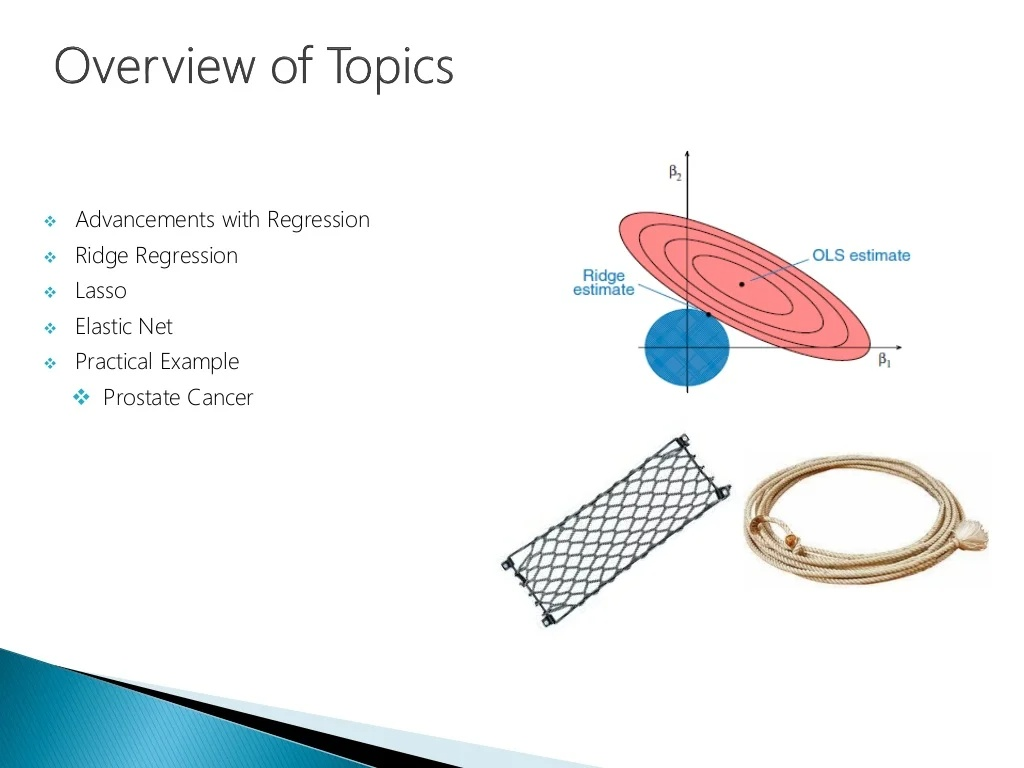 Overview of Topics
Advancements with Regression
Ridge Regression
Lasso
Elastic Net
Practical Example
Prostate Cancer
β₂
OLS estimate
Ridge
estimate
β₁